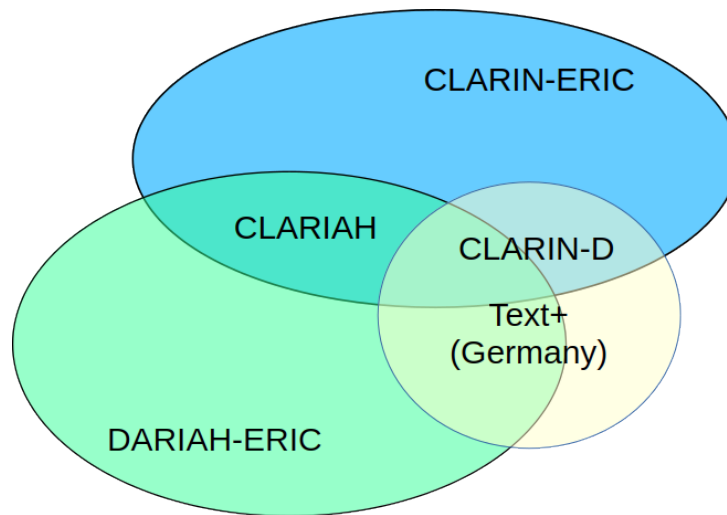 CLARIN-ERIC
CLARIAH
CLARIN-D
Text+
(Germany)
DARIAH-ERIC